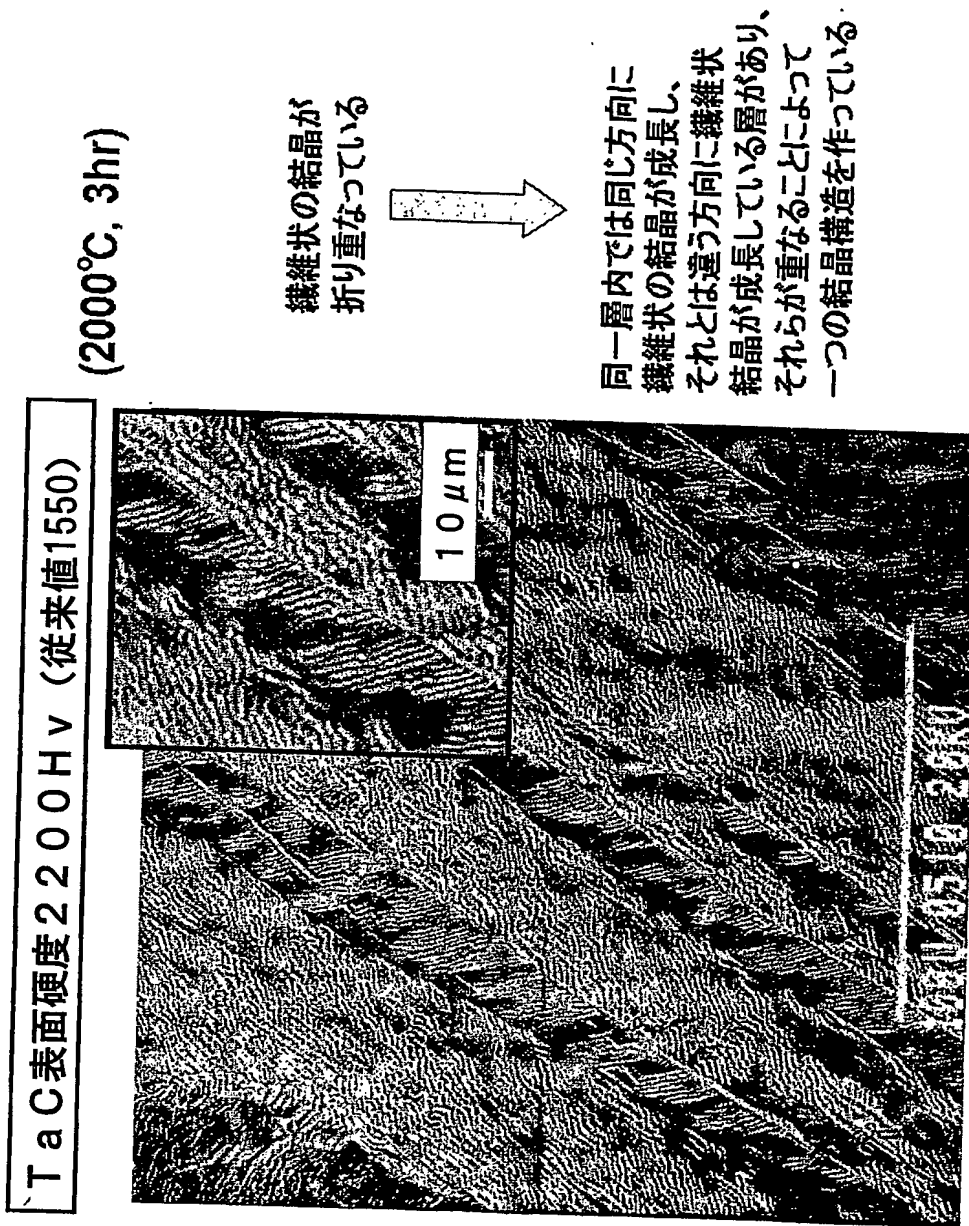 TaC表面硬度2200Hv（従来値1550）
(2000℃, 3hr)
10μm
繊維状の結晶が
折り重なっている
同一層内では同じ方向に
繊維状の結晶が成長し、
それとは違う方向に繊維状
結晶が成長している層があり、
それらが重なることによって
一つの結晶構造を作っている